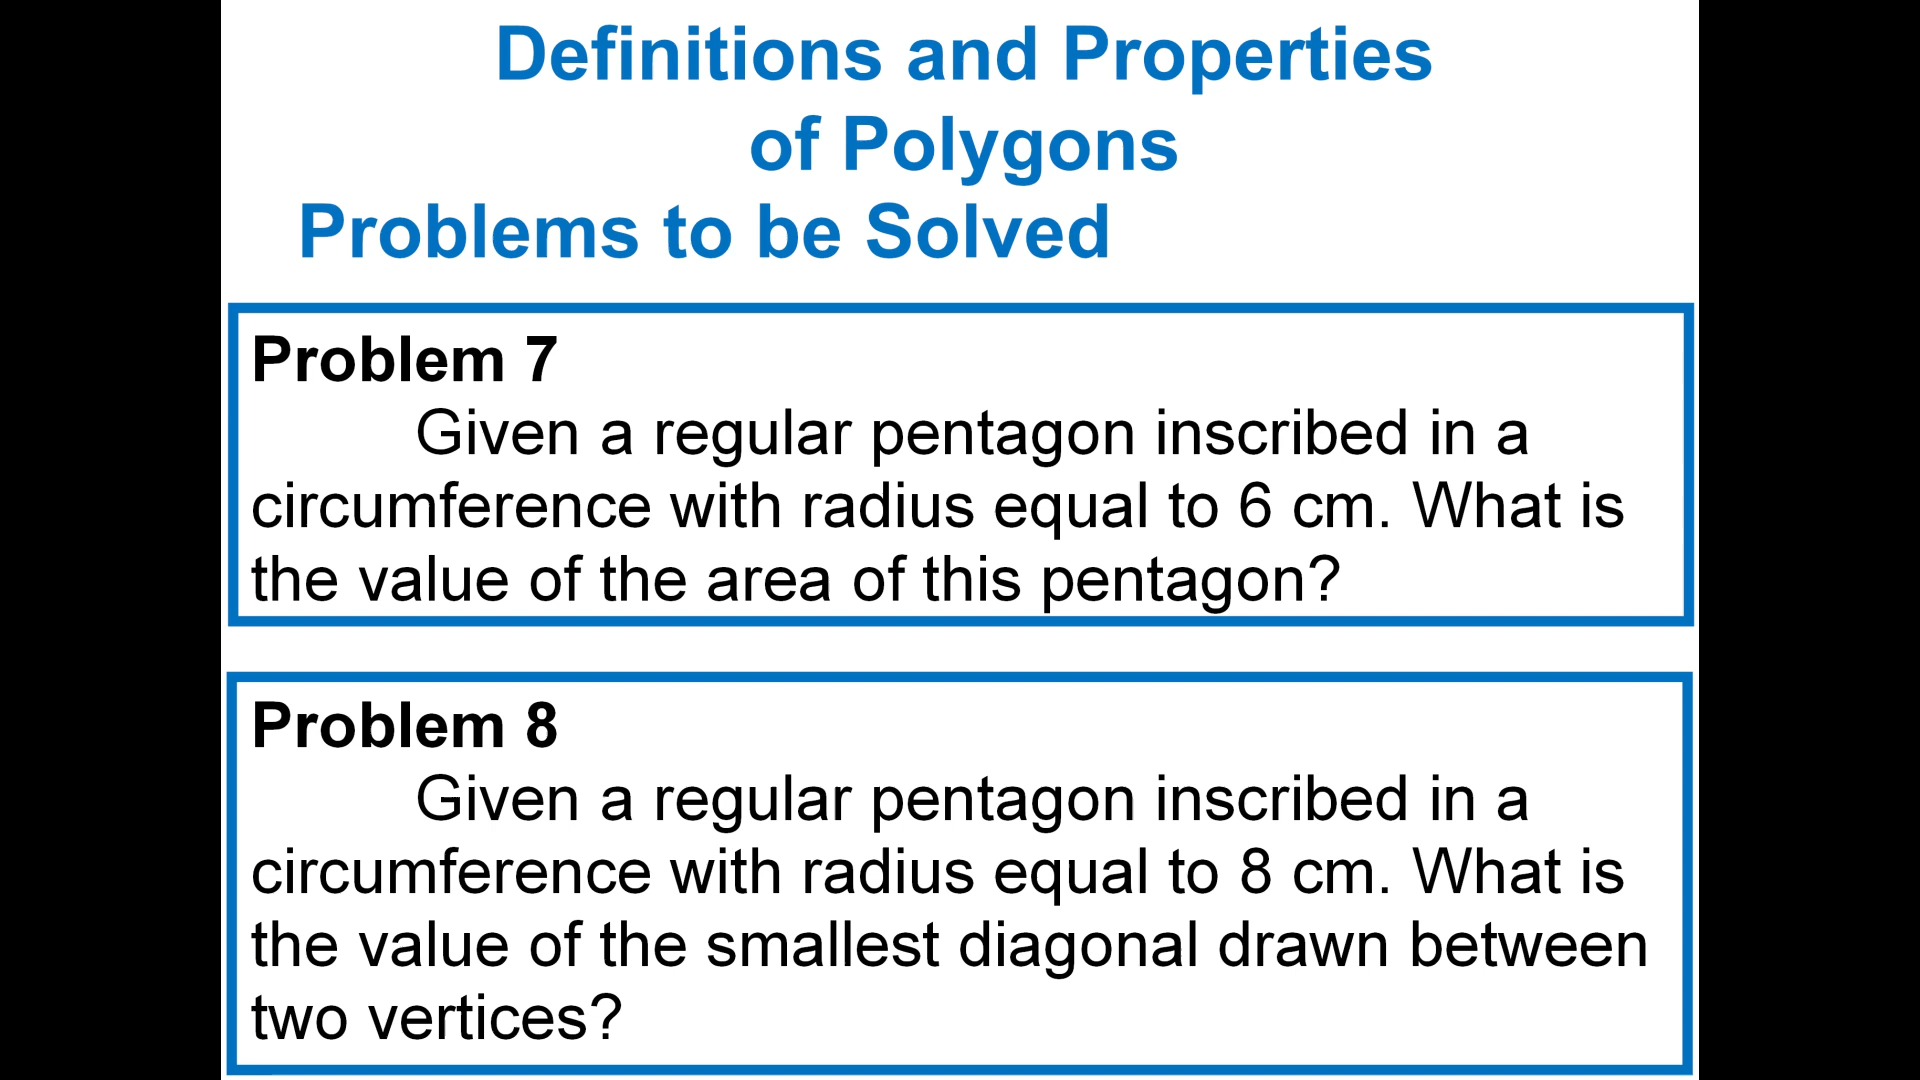 Definitions and Properties
of Polygons
Problems to be Solved
Problem 7
Given a regular pentagon inscribed in a
circumference with radius equal to 6 cm. What is
the value of the area of this pentagon?
Problem 8
Given a regular pentagon inscribed in a
circumference with radius equal to 8 cm. What is
the value of the smallest diagonal drawn between
two vertices?